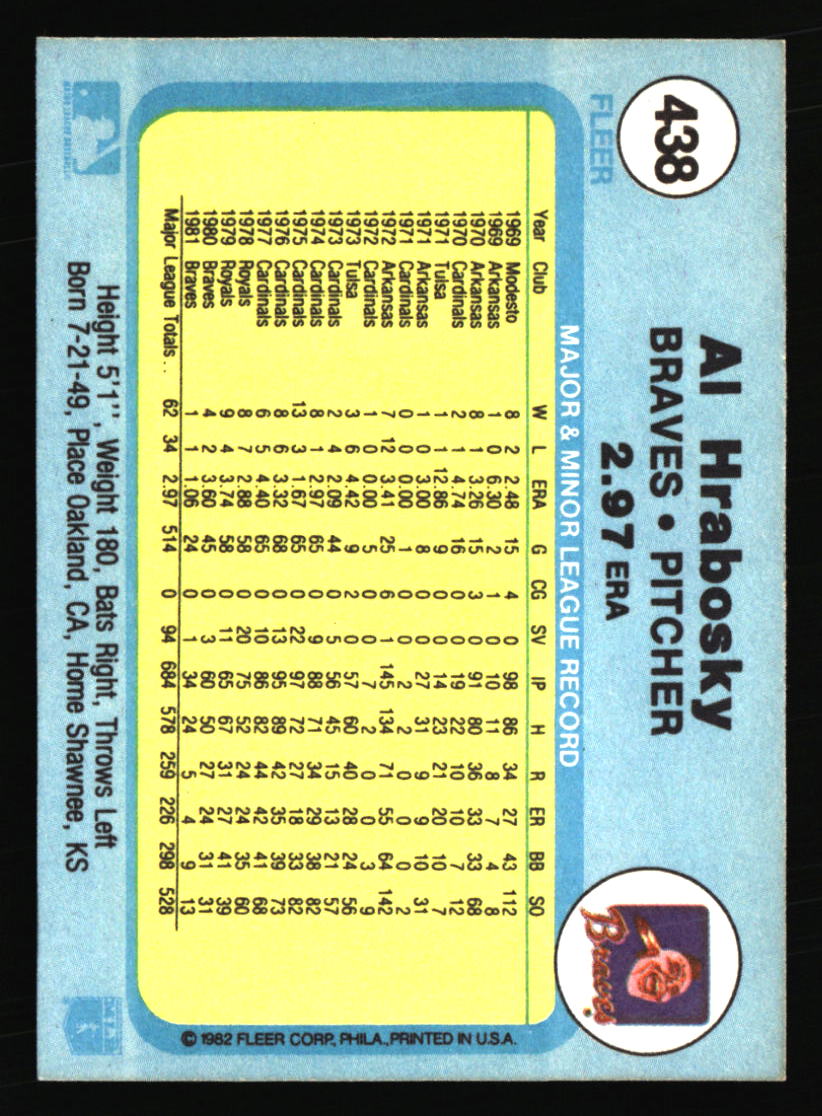 438
FLEER
Al Hrabosky
BRAVES • PITCHER
2.97 ERA
Braves
MAJOR & MINOR LEAGUE RECORD
Year Club W L ERA G CG SV IP H R ER BB SO
1969 Modesto 8 2 2.48 15 4 0 98 86 34 27 43 112
1969 Arkansas 1 0 6.30 2 1 0 10 11 8 7 4 8
1970 Arkansas 8 1 3.26 15 3 0 91 80 36 33 33 68
1970 Cardinals 2 1 4.74 16 0 0 19 22 10 10 7 12
1971 Tulsa 1 1 12.86 9 0 0 14 23 21 20 10 7
1971 Arkansas 1 0 3.00 8 0 0 27 31 9 9 10 31
1971 Cardinals 0 0 0.00 1 0 0 2 2 0 0 0 2
1972 Arkansas 7 12 3.41 25 6 1 145 134 71 55 64 142
1972 Cardinals 1 0 0.00 5 0 0 7 2 0 0 3 9
1973 Tulsa 3 6 4.42 9 2 0 57 60 40 28 24 56
1973 Cardinals 2 4 2.09 44 0 5 56 45 15 13 21 57
1974 Cardinals 8 1 2.97 65 0 9 88 71 34 29 38 82
1975 Cardinals 13 3 1.67 65 0 22 97 72 27 18 33 82
1976 Cardinals 8 6 3.32 68 0 13 95 89 42 35 39 73
1977 Cardinals 6 5 4.40 65 0 10 86 82 44 42 41 68
1978 Royals 8 7 2.88 58 0 20 75 52 24 24 35 60
1979 Royals 9 4 3.74 58 0 11 65 67 31 27 41 39
1980 Braves 4 2 3.60 45 0 3 60 50 27 24 31 31
1981 Braves 1 1 1.06 24 0 1 34 24 5 4 9 13
Major League Totals . . 62 34 2.97 514 0 94 684 578 259 226 298 528
© 1982 FLEER CORP., PHILA., PRINTED IN U.S.A.
Height 5'1'', Weight 180, Bats Right, Throws Left
Born 7-21-49, Place Oakland, CA, Home Shawnee, KS